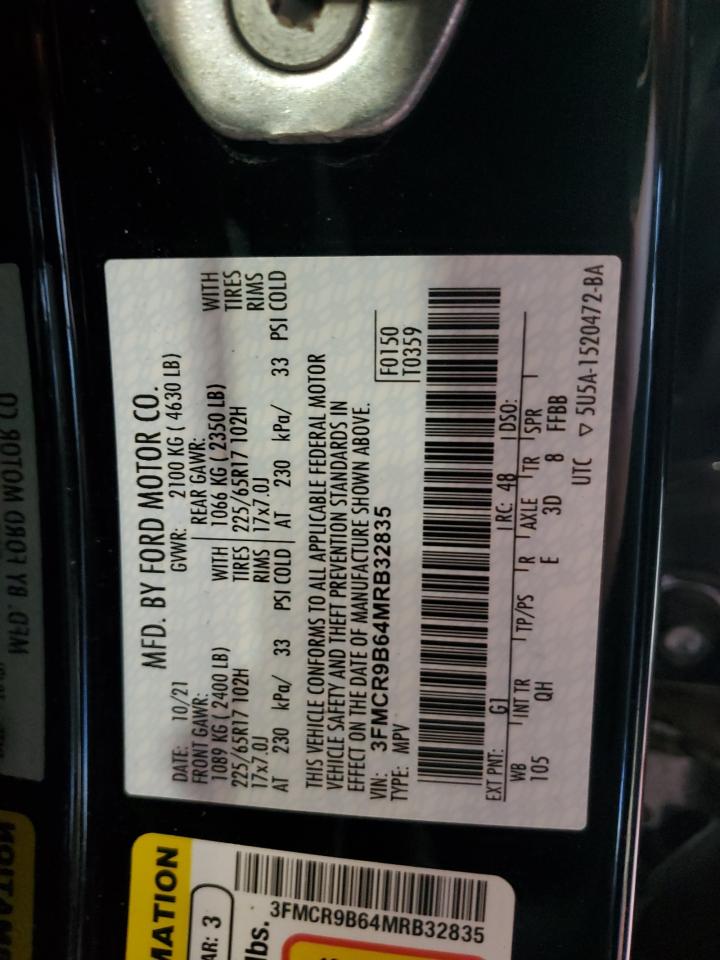 MFD. BY FORD MOTOR CO.
DATE: 10/21 GVWR: 2100 KG ( 4630 LB)
FRONT GAWR: REAR GAWR:
1089 KG ( 2400 LB) WITH 1066 KG ( 2350 LB) WITH
225/65R17 102H TIRES 225/65R17 102H TIRES
17x7.0J RIMS 17x7.0J RIMS
AT 230 kPa/ 33 PSI COLD AT 230 kPa/ 33 PSI COLD
THIS VEHICLE CONFORMS TO ALL APPLICABLE FEDERAL MOTOR
VEHICLE SAFETY AND THEFT PREVENTION STANDARDS IN
EFFECT ON THE DATE OF MANUFACTURE SHOWN ABOVE.
VIN: 3FMCR9B64MRB32835 F0150
TYPE: MPV T0359
EXT PNT: G1 RC: 48 DSO:
WB INT TR TP/PS R AXLE TR SPR
105 QH E 3D 8 FFBB
UTC ▽ 5U5A-1520472-BA
MATION
AR: 3
lbs.
3FMCR9B64MRB32835
MFD. BY FORD MOTOR CO